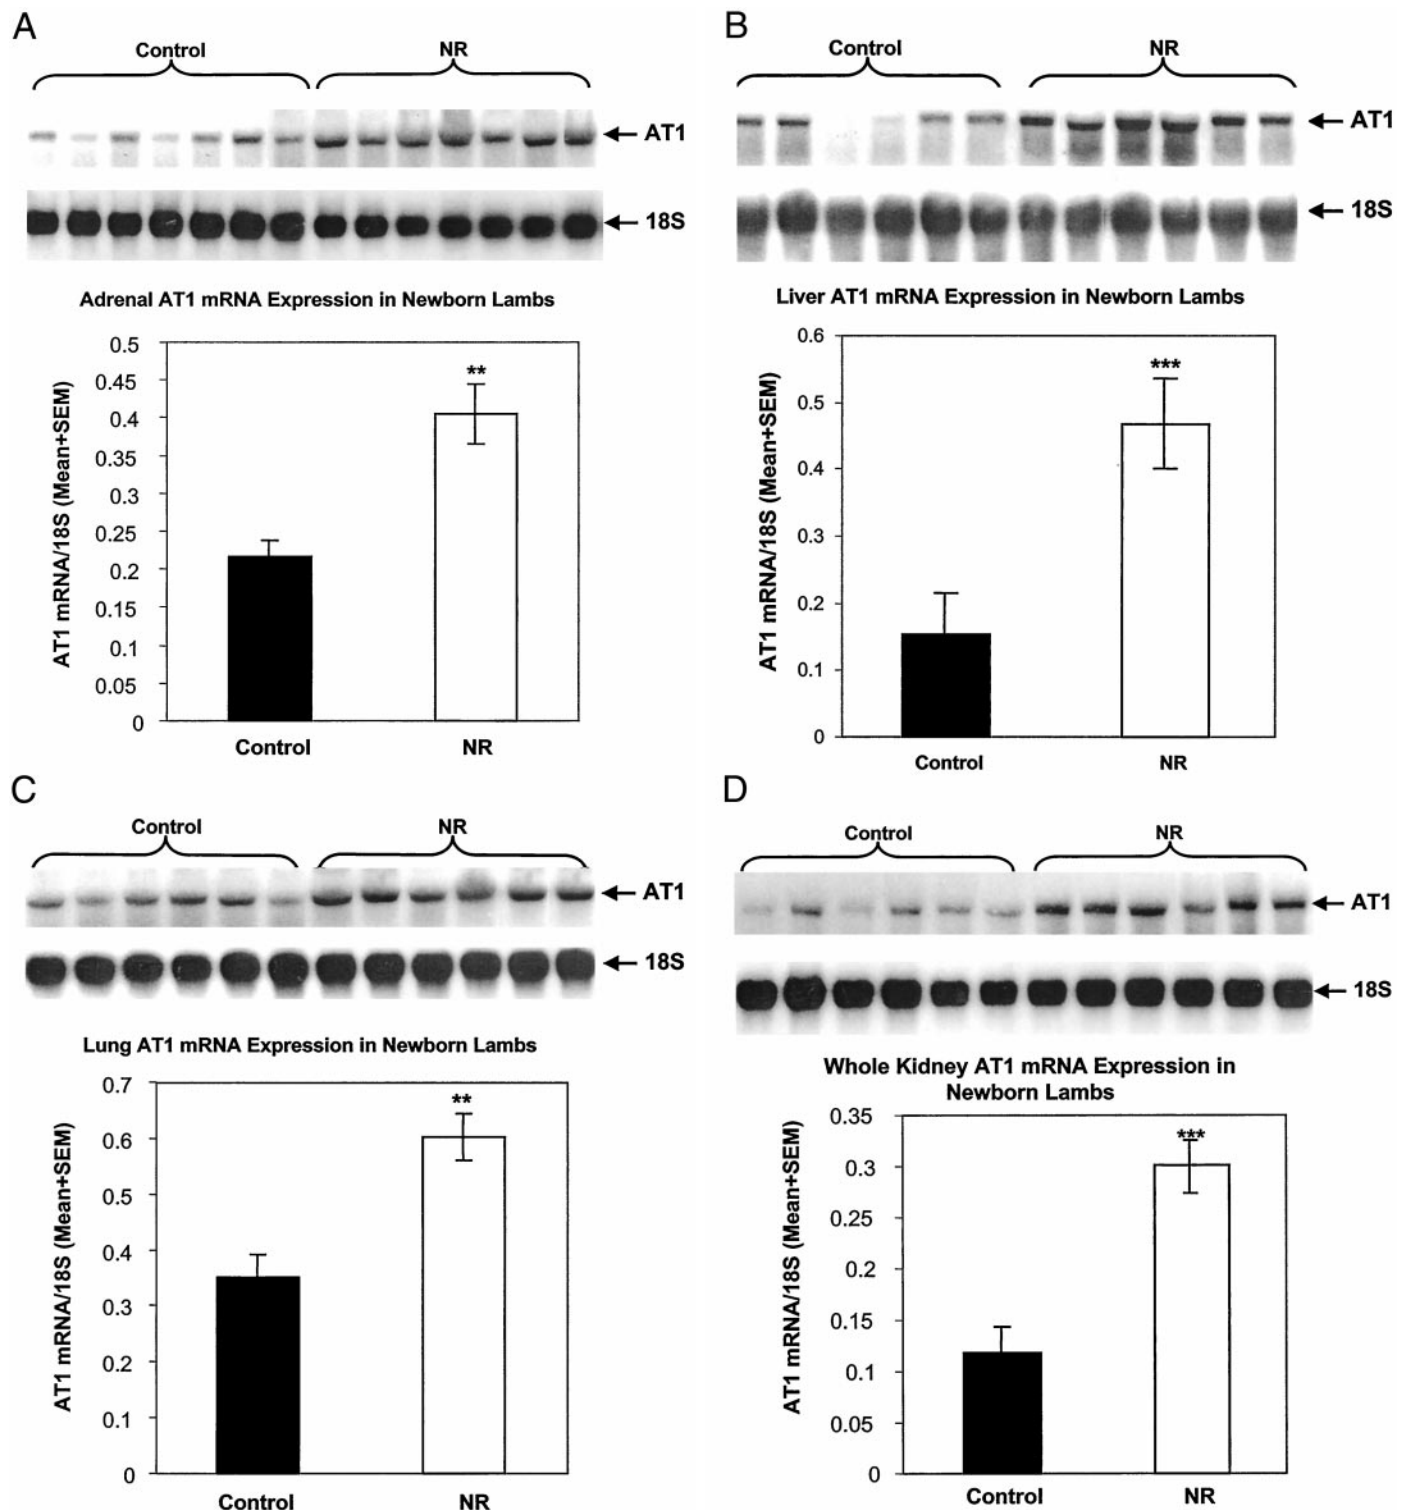 A
Control NR
AT1
18S
Adrenal AT1 mRNA Expression in Newborn Lambs
AT1 mRNA/18S (Mean+SEM)
0.5
0.45
0.4
0.35
0.3
0.25
0.2
0.15
0.1
0.05
0
**
Control NR
B
Control NR
AT1
18S
Liver AT1 mRNA Expression in Newborn Lambs
AT1 mRNA/18S (Mean+SEM)
0.6
0.5
0.4
0.3
0.2
0.1
0
***
Control NR
C
Control NR
AT1
18S
Lung AT1 mRNA Expression in Newborn Lambs
AT1 mRNA/18S (Mean+SEM)
0.7
0.6
0.5
0.4
0.3
0.2
0.1
0
**
Control NR
D
Control NR
AT1
18S
Whole Kidney AT1 mRNA Expression in
Newborn Lambs
AT1 mRNA/18S (Mean+SEM)
0.35
0.3
0.25
0.2
0.15
0.1
0.05
0
***
Control NR